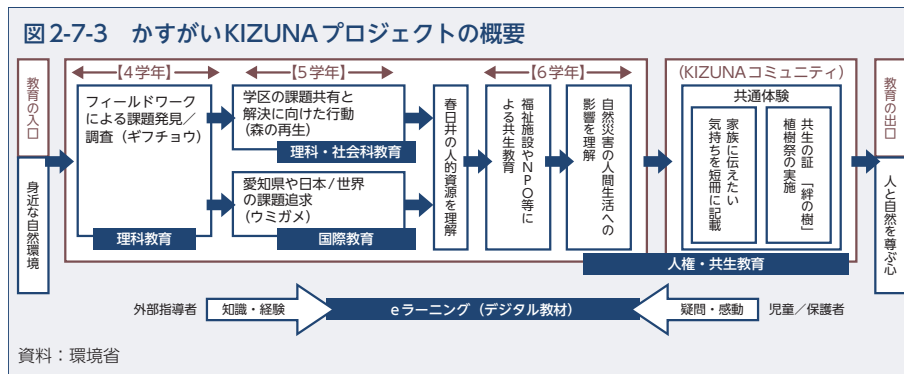 図2-7-3　かすがいKIZUNAプロジェクトの概要
教育の入口
身近な自然環境
【4学年】
フィールドワーク
による課題発見／
調査（ギフチョウ）
理科教育
【5学年】
学区の課題共有と
解決に向けた行動
（森の再生）
理科・社会科教育
愛知県や日本/世界
の課題追求
（ウミガメ）
国際教育
春日井の人的資源を理解
【6学年】
福祉施設やNPO等に
よる共生教育
自然災害の人間生活への
影響を理解
（KIZUNAコミュニティ）
共通体験
家族に伝えたい
気持ちを短冊に記載
共生の証「絆の樹」
植樹祭の実施
人権・共生教育
教育の出口
人と自然を尊ぶ心
外部指導者
知識・経験
eラーニング（デジタル教材）
疑問・感動
児童／保護者
資料：環境省